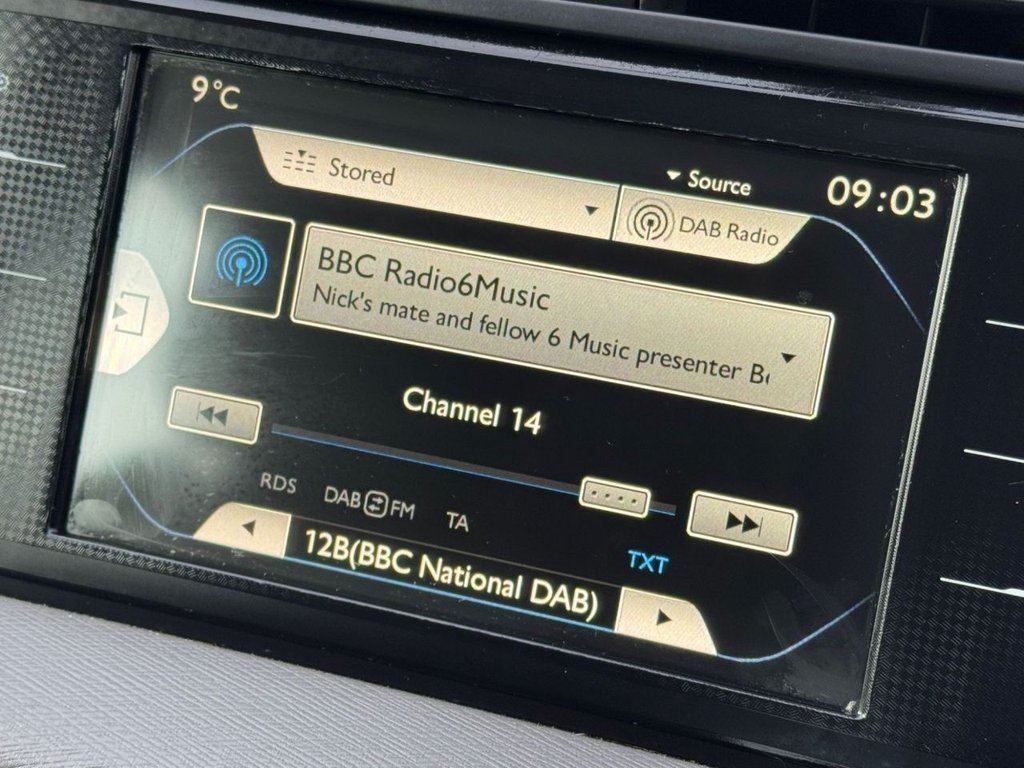 9°C
Stored
Source
09:03
DAB Radio
BBC Radio6Music
Nick's mate and fellow 6 Music presenter
Channel 14
RDS
DAB FM
TA
TXT
12B(BBC National DAB)